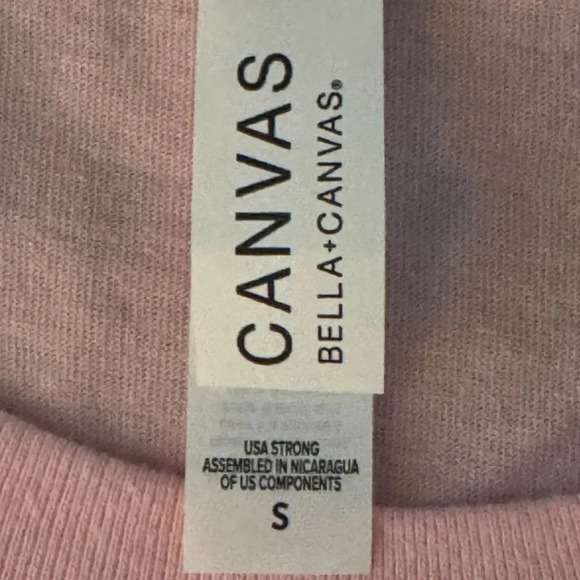 CANVAS
BELLA+CANVAS®
USA STRONG
ASSEMBLED IN NICARAGUA
OF US COMPONENTS
S